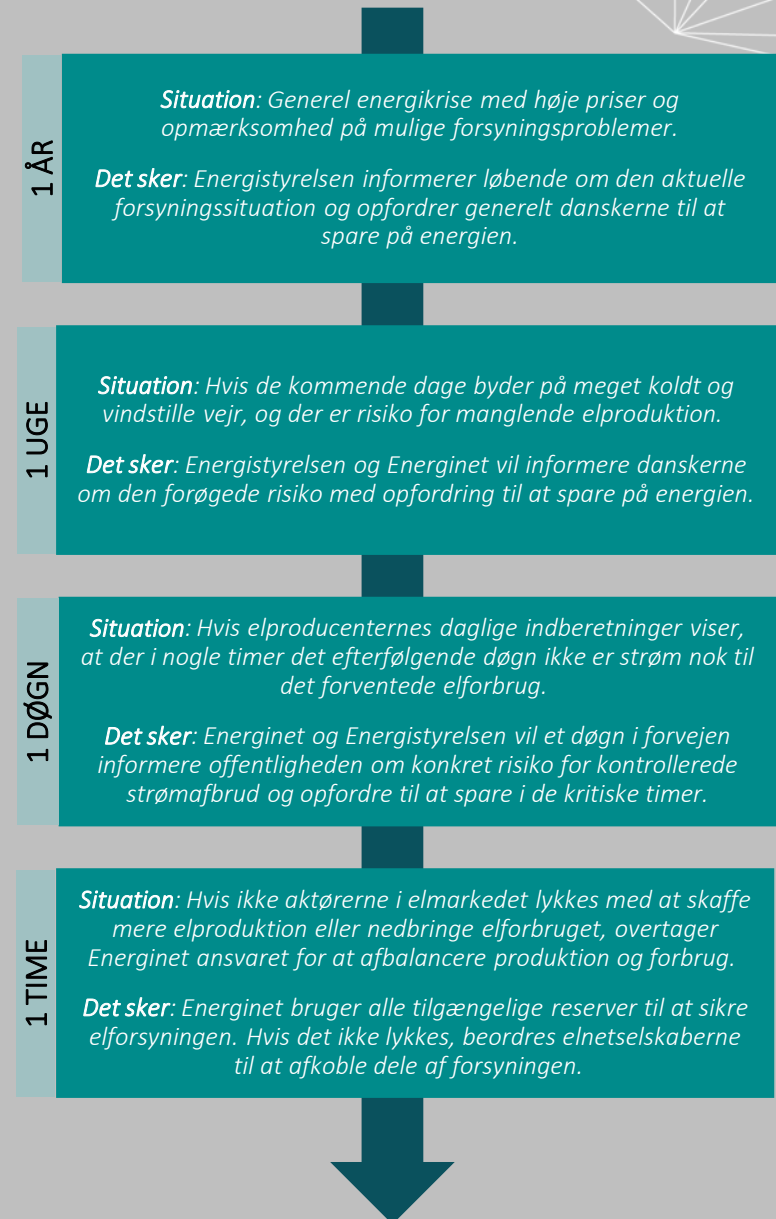 1 ÅR
Situation: Generel energikrise med høje priser og
opmærksomhed på mulige forsyningsproblemer.
Det sker: Energistyrelsen informerer løbende om den aktuelle
forsyningssituation og opfordrer generelt danskerne til at
spare på energien.
1 UGE
Situation: Hvis de kommende dage byder på meget koldt og
vindstille vejr, og der er risiko for manglende elproduktion.
Det sker: Energistyrelsen og Energinet vil informere danskerne
om den forøgede risiko med opfordring til at spare på energien.
1 DØGN
Situation: Hvis elproducenternes daglige indberetninger viser,
at der i nogle timer det efterfølgende døgn ikke er strøm nok til
det forventede elforbrug.
Det sker: Energinet og Energistyrelsen vil et døgn i forvejen
informere offentligheden om konkret risiko for kontrollerede
strømafbrud og opfordre til at spare i de kritiske timer.
1 TIME
Situation: Hvis ikke aktørerne i elmarkedet lykkes med at skaffe
mere elproduktion eller nedbringe elforbruget, overtager
Energinet ansvaret for at afbalancere produktion og forbrug.
Det sker: Energinet bruger alle tilgængelige reserver til at sikre
elforsyningen. Hvis det ikke lykkes, beordres elnetselskaberne
til at afkoble dele af forsyningen.